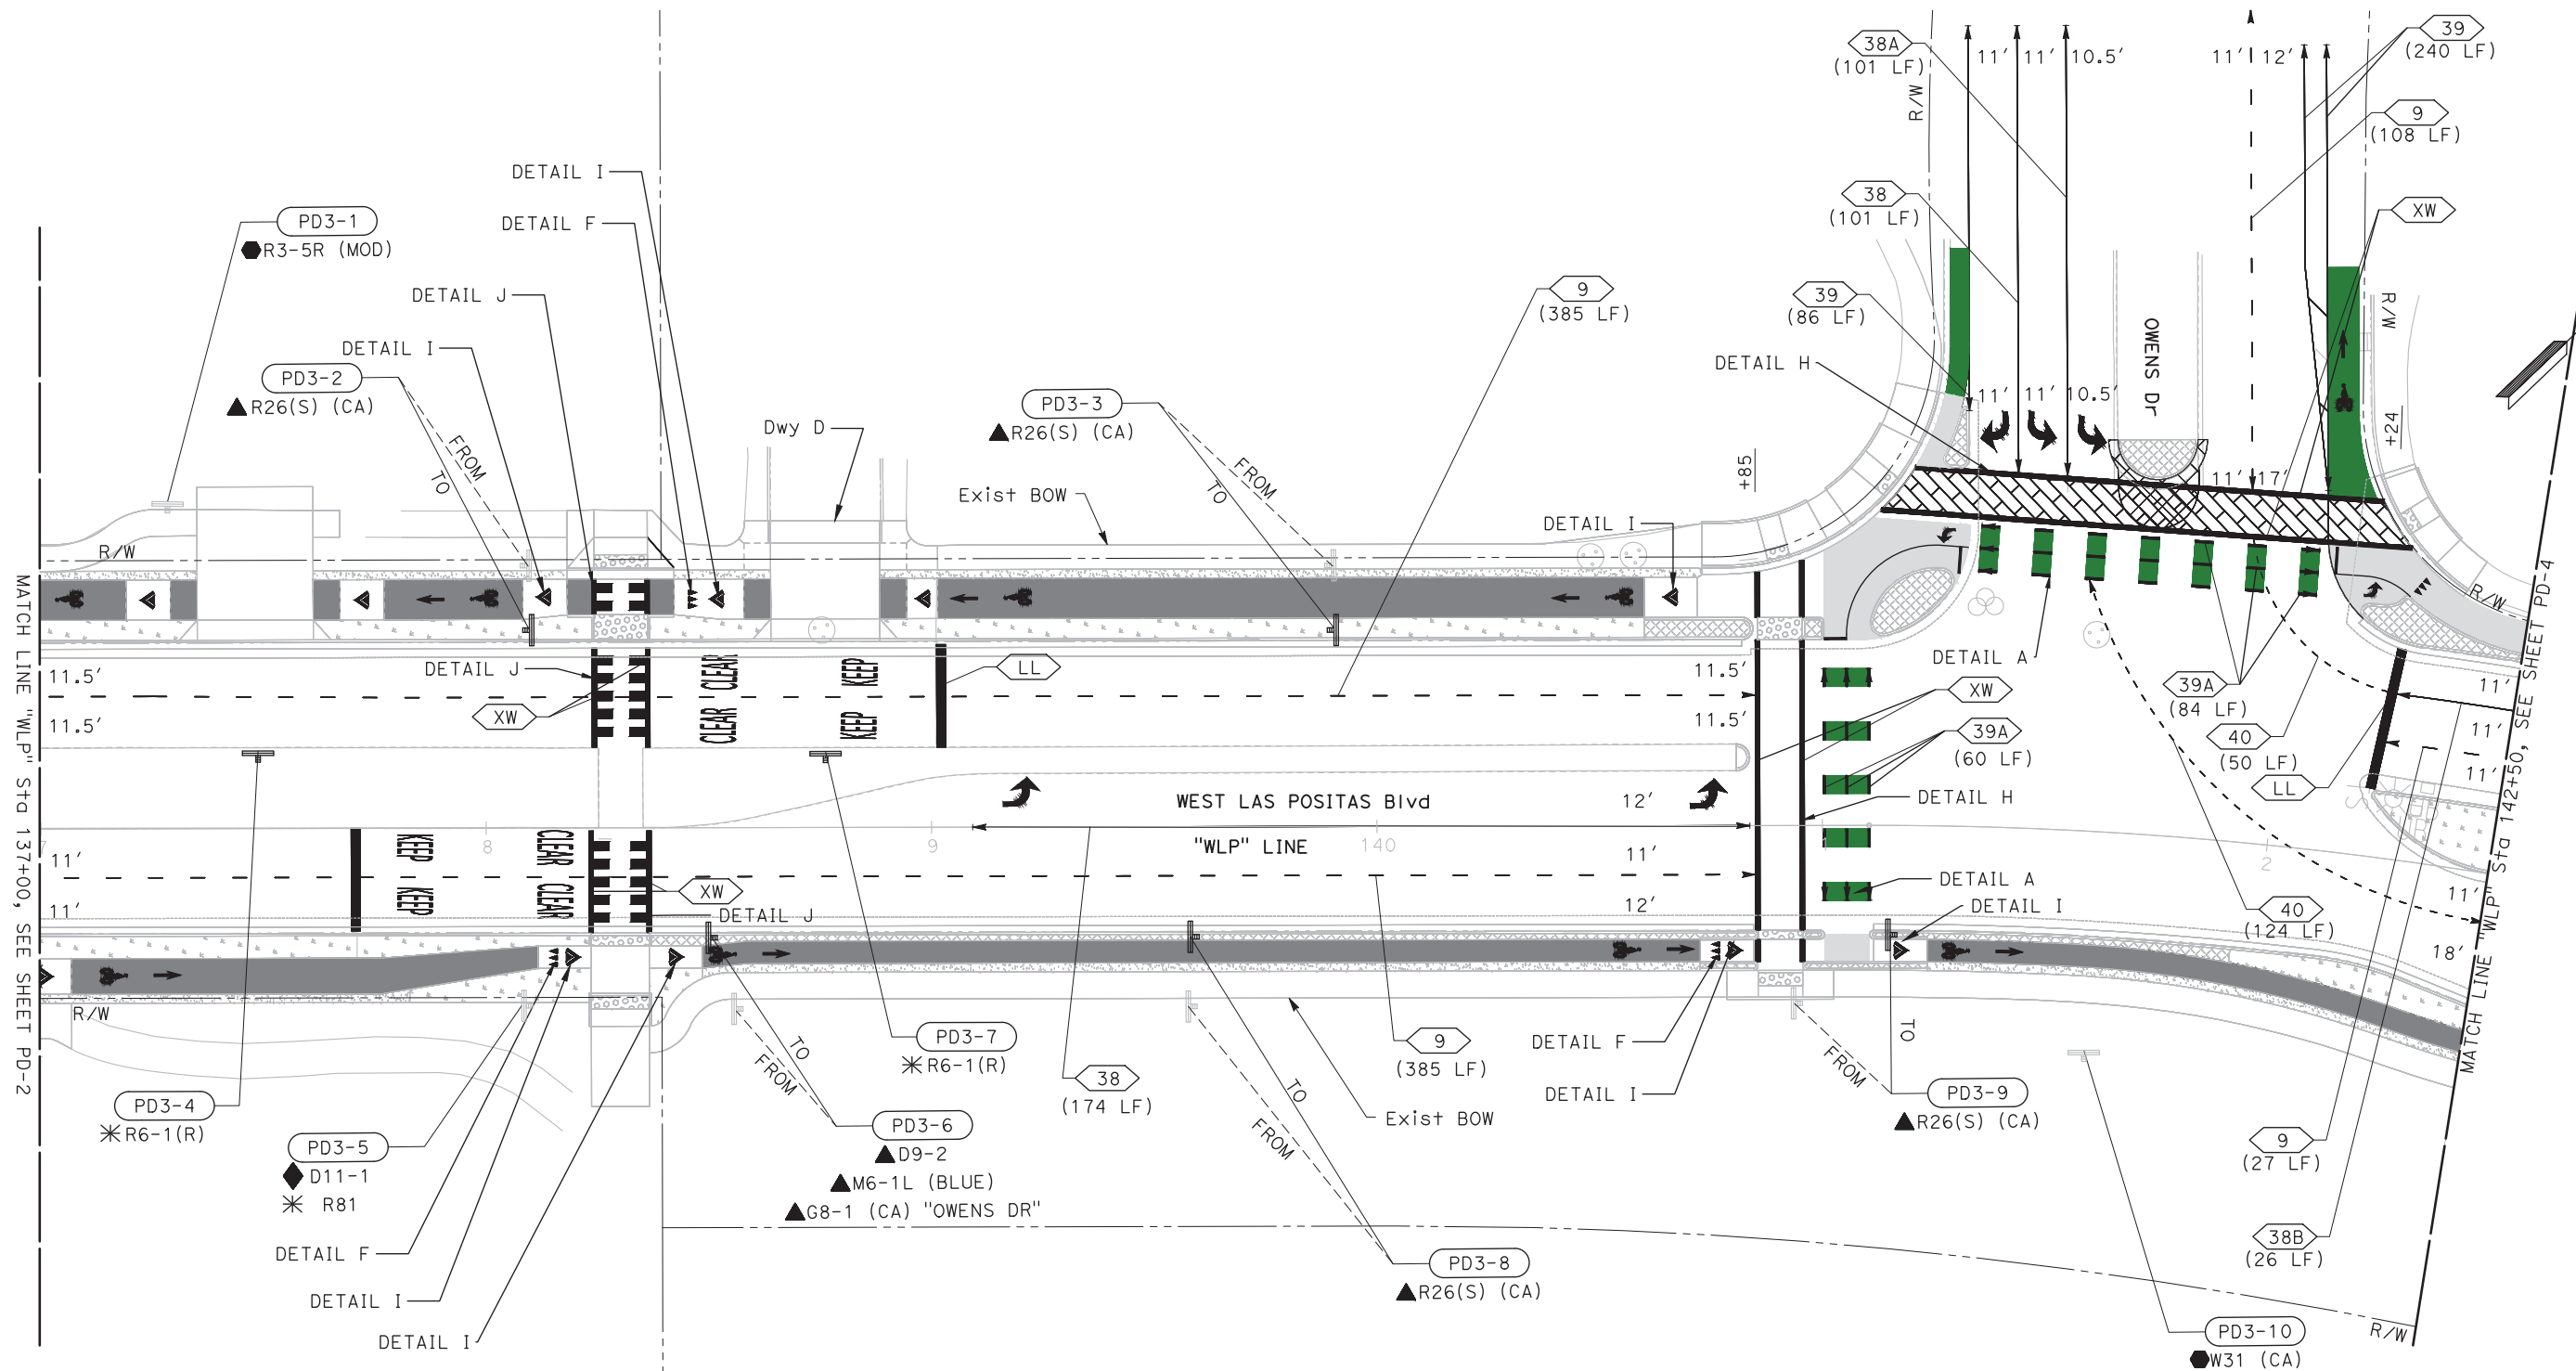 38A
(101 LF)
11'
11'
10.5'
11'
12'
39
(240 LF)
R/W
9
(108 LF)
DETAIL I
38
(101 LF)
XW
PD3-1
R3-5R (MOD)
DETAIL F
DETAIL J
9
(385 LF)
39
(86 LF)
R/W
OWENS Dr
DETAIL I
DETAIL H
PD3-2
R26(S) (CA)
PD3-3
R26(S) (CA)
11'
11'
10.5'
+24
Dwy D
FROM
TO
FROM
TO
+85
11'
17'
Exist BOW
DETAIL I
R/W
R/W
DETAIL J
LL
11.5'
DETAIL A
39A
(84 LF)
11'
11.5'
CLEAR CLEAR
KEEP KEEP
XW
11.5'
11.5'
XW
39A
(60 LF)
40
(50 LF)
11'
LL
11'
WEST LAS POSITAS Blvd
12'
DETAIL H
7
8
9
"WLP" LINE
140
2
11'
KEEP KEEP
CLEAR CLEAR
XW
11'
DETAIL A
11'
11'
DETAIL J
12'
DETAIL I
40
(124 LF)
18'
R/W
PD3-7
R6-1(R)
9
(385 LF)
DETAIL F
TO
FROM
TO
FROM
TO
FROM
38
(174 LF)
DETAIL I
PD3-9
R26(S) (CA)
PD3-4
R6-1(R)
PD3-6
D9-2
M6-1L (BLUE)
G8-1 (CA) "OWENS DR"
Exist BOW
PD3-5
D11-1
R81
9
(27 LF)
DETAIL F
DETAIL I
DETAIL I
PD3-8
R26(S) (CA)
38B
(26 LF)
PD3-10
W31 (CA)
R/W
MATCH LINE "WLP" Sta 137+00, SEE SHEET PD-2
MATCH LINE "WLP" Sta 142+50, SEE SHEET PD-4